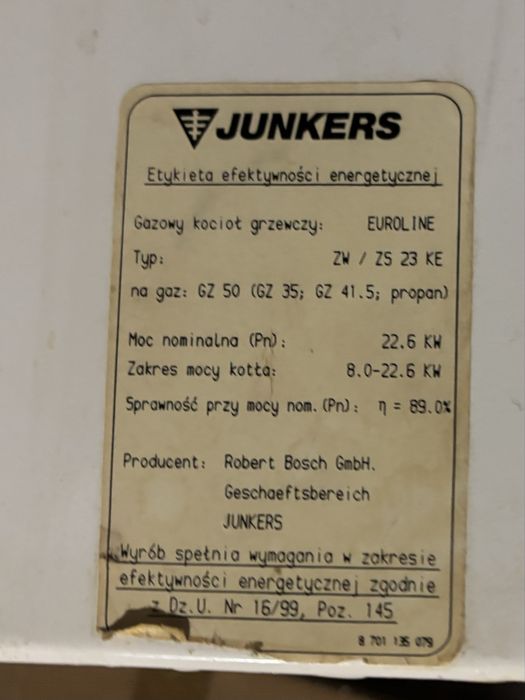 JUNKERS
Etykieta efektywności energetycznej
Gazowy kocioł grzewczy: EUROLINE
Typ: ZW / ZS 23 KE
na gaz: GZ 50 (GZ 35; GZ 41.5; propan)
Moc nominalna (Pn): 22.6 KW
Zakres mocy kotła: 8.0-22.6 KW
Sprawność przy mocy nom.(Pn): η = 89.0%
Producent: Robert Bosch GmbH.
Geschaeftsbereich
JUNKERS
Wyrób spełnia wymagania w zakresie
efektywności energetycznej zgodnie
z Dz.U. Nr 16/99, Poz. 145
8 701 135 079